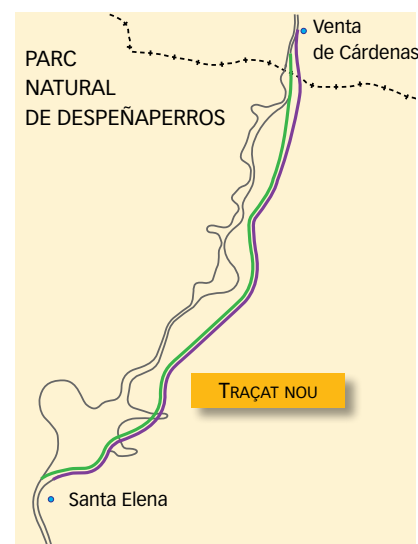 Venta
de Cárdenas
PARC
NATURAL
DE DESPEÑAPERROS
TRAÇAT NOU
Santa Elena